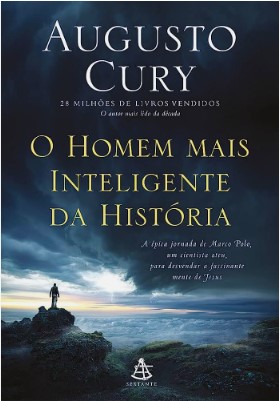 AUGUSTO
CURY
28 MILHÕES DE LIVROS VENDIDOS
O autor mais lido da década
O HOMEM MAIS
INTELIGENTE
DA HISTÓRIA
A épica jornada de Marco Polo,
um cientista ateu,
para desvendar a fascinante
mente de Jesus
SEXTANTE